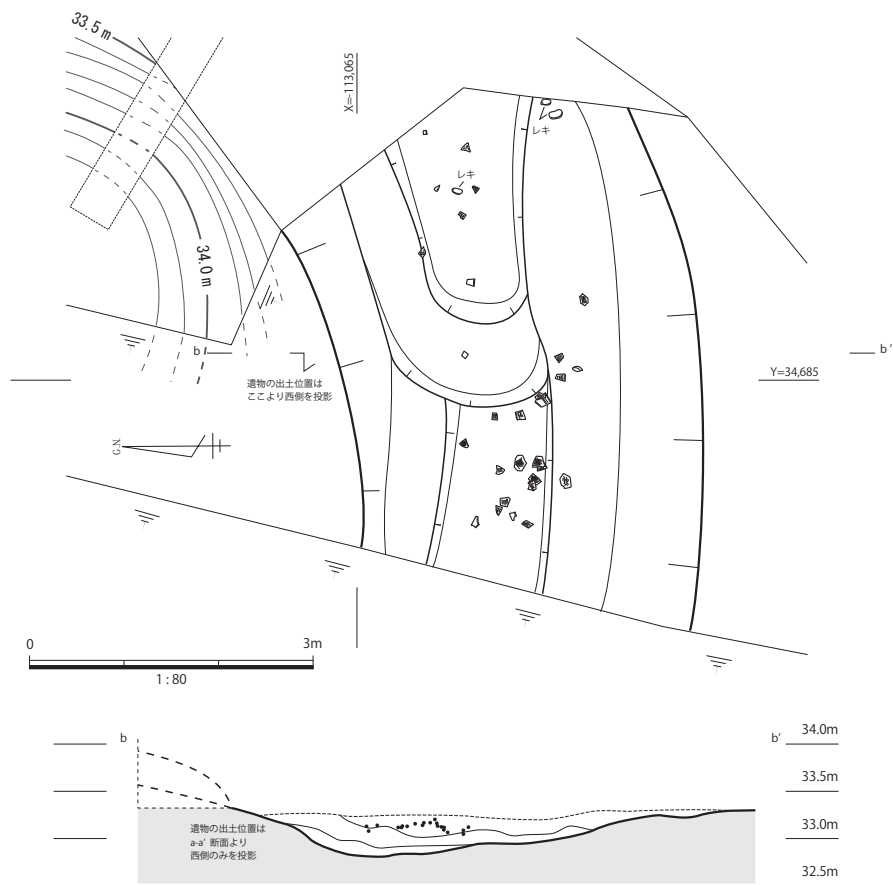 33.5 m
X=-113,065
レキ
レキ
34.0 m
b
b'
遺物の出土位置は
ここより西側を投影
Y=34,685
G.N.
0
3m
1 : 80
b
b'
34.0m
33.5m
33.0m
32.5m
遺物の出土位置は
a-a' 断面より
西側のみを投影